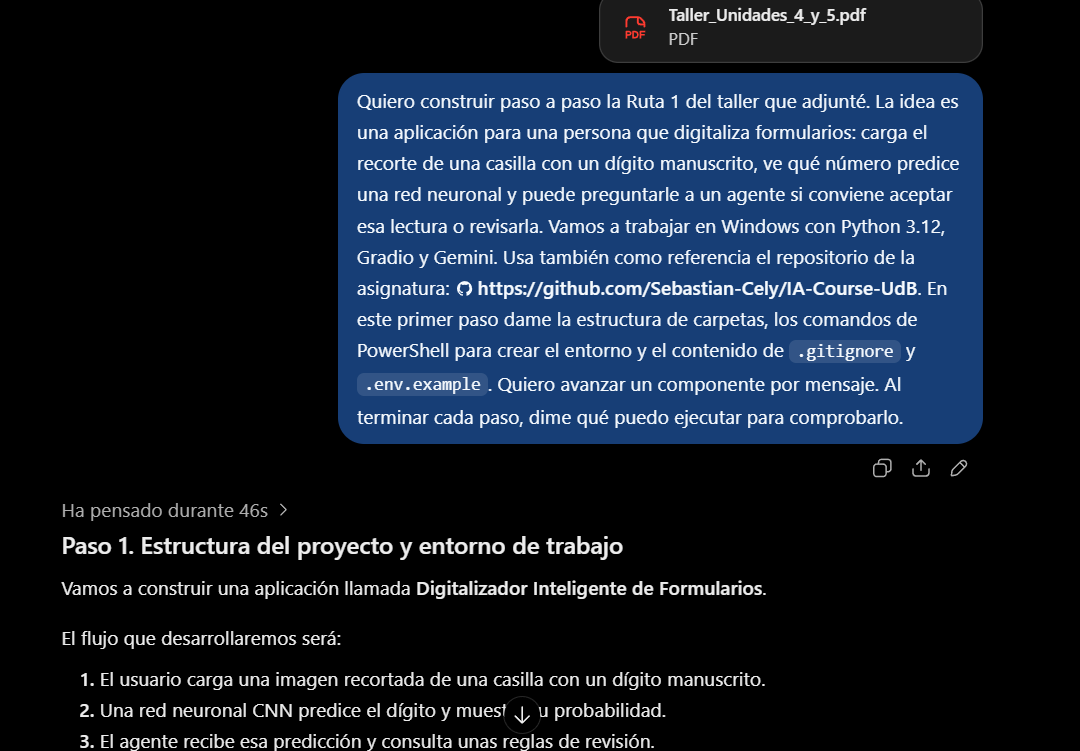 Taller_Unidades_4_y_5.pdf
PDF
PDF
Quiero construir paso a paso la Ruta 1 del taller que adjunté. La idea es
una aplicación para una persona que digitaliza formularios: carga el
recorte de una casilla con un dígito manuscrito, ve qué número predice
una red neuronal y puede preguntarle a un agente si conviene aceptar
esa lectura o revisarla. Vamos a trabajar en Windows con Python 3.12,
Gradio y Gemini. Usa también como referencia el repositorio de la
asignatura: https://github.com/Sebastian-Cely/IA-Course-UdB. En
este primer paso dame la estructura de carpetas, los comandos de
PowerShell para crear el entorno y el contenido de .gitignore y
.env.example. Quiero avanzar un componente por mensaje. Al
terminar cada paso, dime qué puedo ejecutar para comprobarlo.
Ha pensado durante 46s
Paso 1. Estructura del proyecto y entorno de trabajo
Vamos a construir una aplicación llamada Digitalizador Inteligente de Formularios.
El flujo que desarrollaremos será:
1. El usuario carga una imagen recortada de una casilla con un dígito manuscrito.
2. Una red neuronal CNN predice el dígito y u probabilidad.
3. El agente recibe esa predicción y consulta unas reglas de revisión.